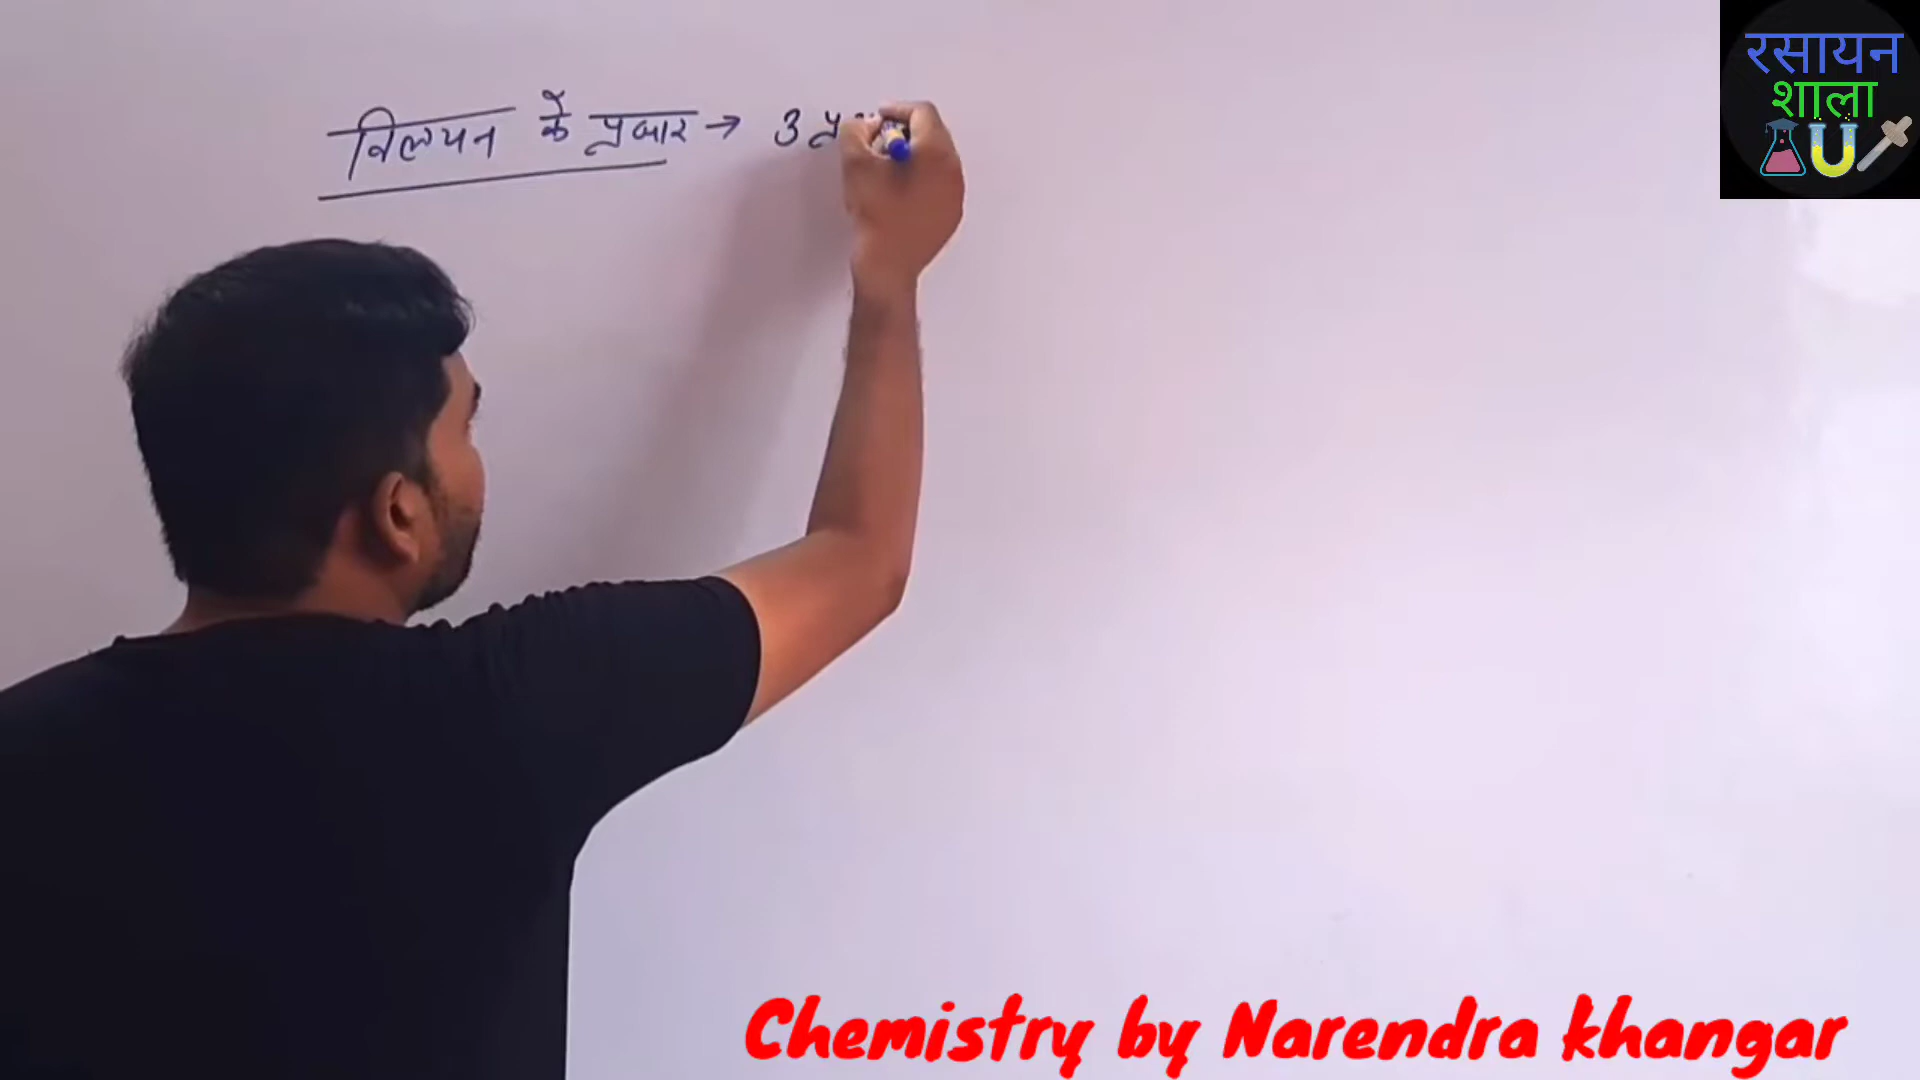 विलयन के प्रकार → 3
रसायन
शाला
Chemistry by Narendra khangar